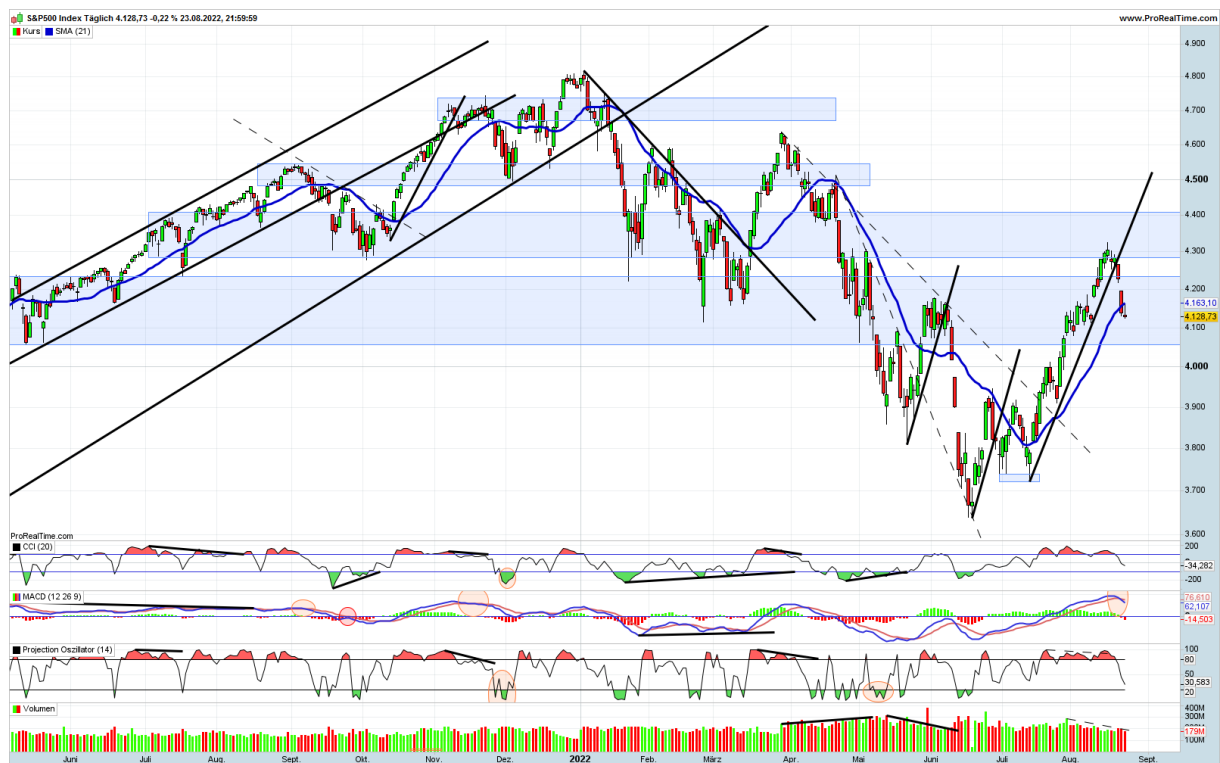 S&P500 Index Täglich 4.128,73 -0,22 % 23.08.2022, 21:59:59
www.ProRealTime.com
Kurs SMA (21)
4.900
4.800
4.700
4.600
4.500
4.400
4.300
4.200
4.163,10
4.128,73
4.100
4.000
3.900
3.800
3.700
3.600
ProRealTime.com
CCI (20)
200
-34,282
-200
MACD (12 26 9)
76,610
62,107
-14,503
Projection Oszillator (14)
100
80
50
30,583
20
Volumen
400M
300M
179M
100M
Juni Juli Aug. Sept. Okt. Nov. Dez. 2022 Feb. März Apr. Mai Juni Juli Aug. Sept.